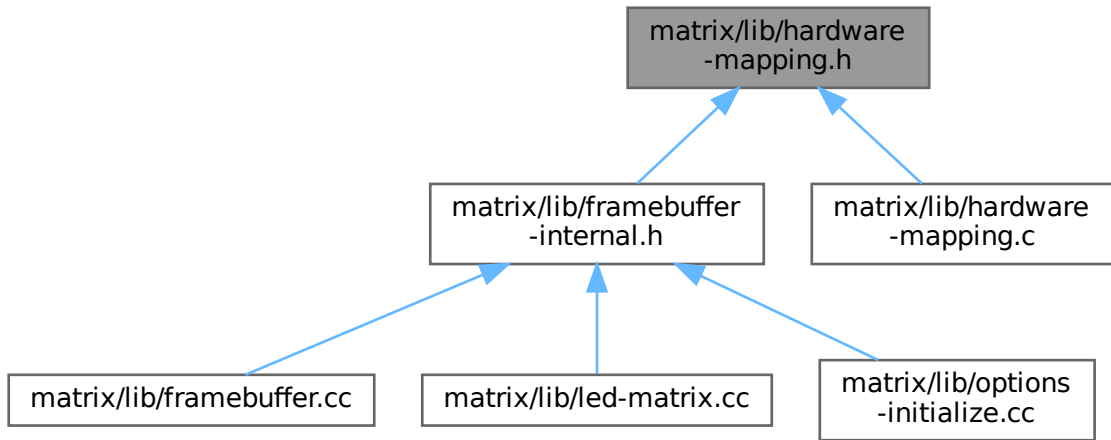 matrix/lib/hardware
-mapping.h
matrix/lib/framebuffer
-internal.h
matrix/lib/hardware
-mapping.c
matrix/lib/framebuffer.cc
matrix/lib/led-matrix.cc
matrix/lib/options
-initialize.cc